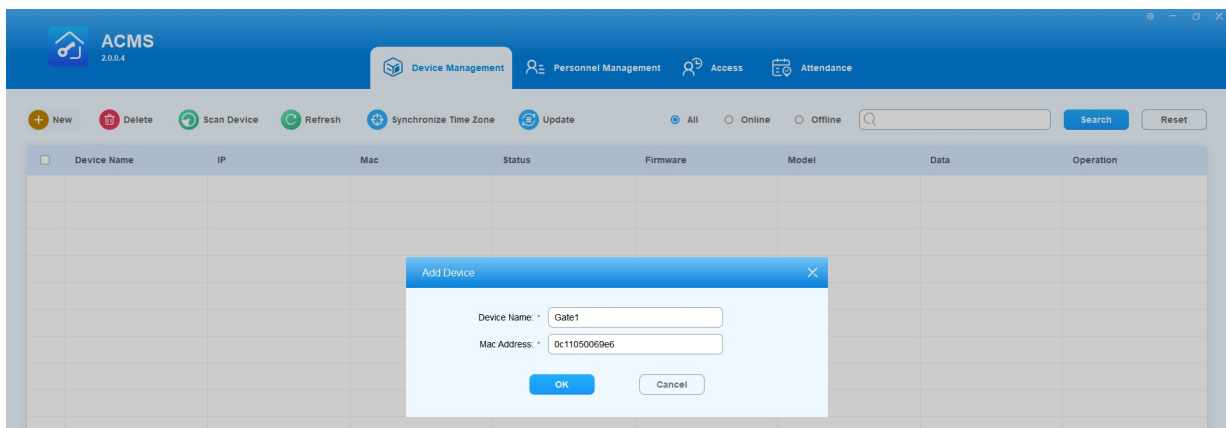 ACMS
2.0.0.4
Device Management Personnel Management Access Attendance
New Delete Scan Device Refresh Synchronize Time Zone Update All Online Offline Search Reset
Device Name IP Mac Status Firmware Model Data Operation
Add Device
Device Name: * Gate1
Mac Address: * 0c11050069e6
OK Cancel